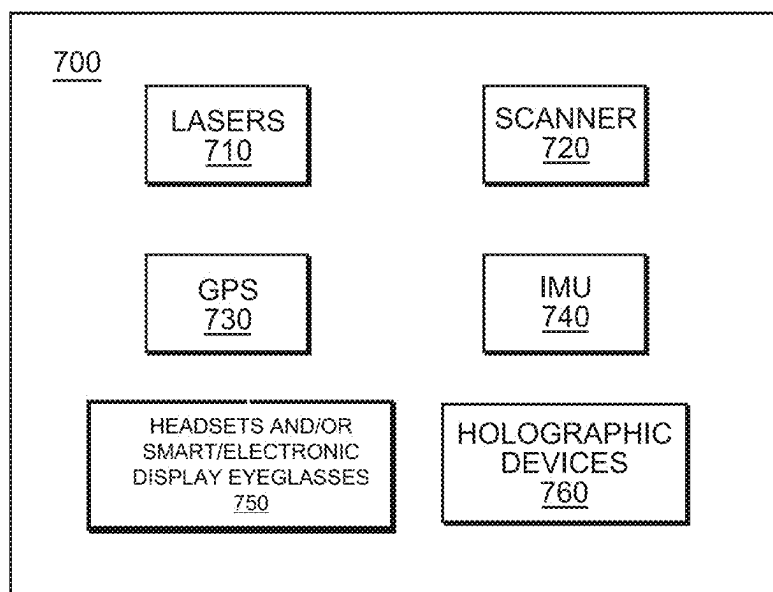 700
LASERS
710
SCANNER
720
GPS
730
IMU
740
HEADSETS AND/OR
SMART/ELECTRONIC
DISPLAY EYEGLASSES
750
HOLOGRAPHIC
DEVICES
760